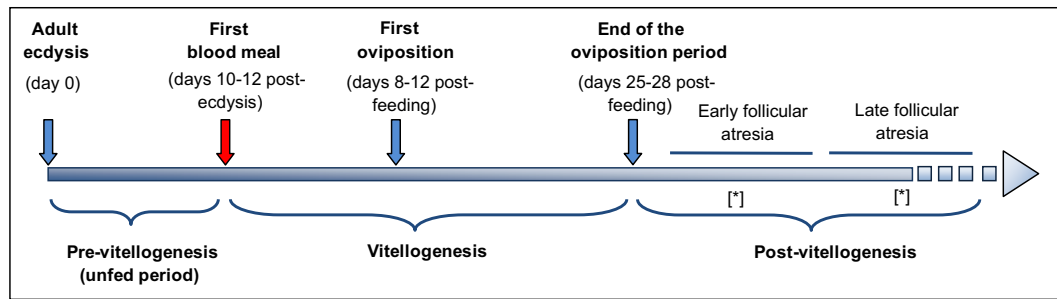 Adult
ecdysis
(day 0)
First
blood meal
(days 10-12 post-
ecdysis)
First
oviposition
(days 8-12 post-
feeding)
End of the
oviposition period
(days 25-28 post-
feeding)
Early follicular
atresia
Late follicular
atresia
[*]
[*]
Pre-vitellogenesis
(unfed period)
Vitellogenesis
Post-vitellogenesis